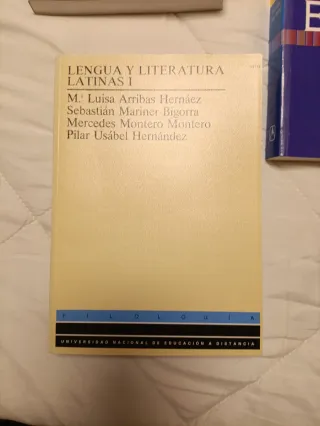 LENGUA Y LITERATURA
LATINAS I
M.ª Luisa Arribas Hernáez
Sebastián Mariner Bigorra
Mercedes Montero Montero
Pilar Usábel Hernández
FILOLOGIA
UNIVERSIDAD NACIONAL DE EDUCACIÓN A DISTANCIA